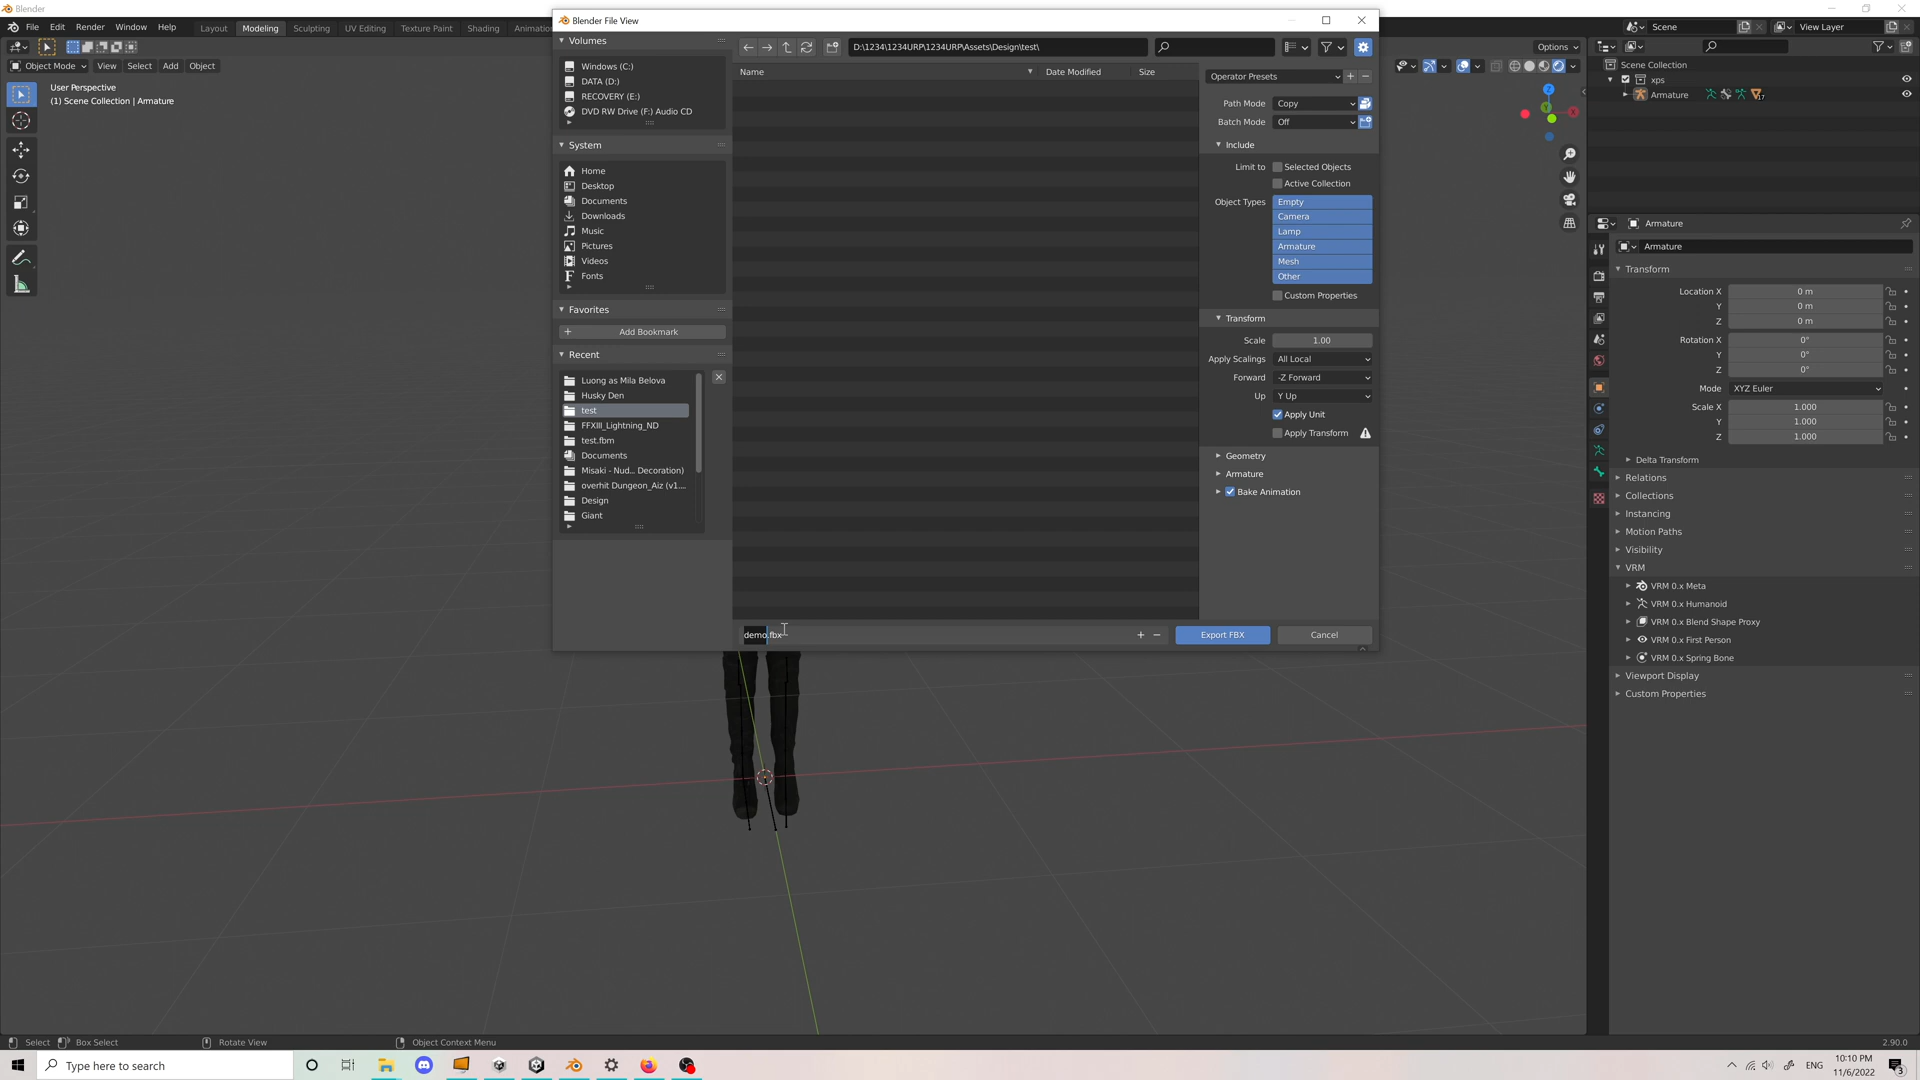 Blender
File Edit Render Window Help Layout Modeling Sculpting UV Editing Texture Paint Shading Animation Scene View Layer
Object Mode View Select Add Object Options
User Perspective
(1) Scene Collection | Armature
Blender File View
Volumes
Windows (C:)
DATA (D:)
RECOVERY (E:)
DVD RW Drive (F:) Audio CD
System
Home
Desktop
Documents
Downloads
Music
Pictures
Videos
Fonts
Favorites
Add Bookmark
Recent
Luong as Mila Belova
Husky Den
test
FFXIII_Lightning_ND
test.fbm
Documents
Misaki - Nud... Decoration)
overhit Dungeon_Aiz (v1....
Design
Giant
D:\1234\1234URP\1234URP\Assets\Design\test\
Name Date Modified Size
demo.fbx
Operator Presets
Path Mode Copy
Batch Mode Off
Include
Limit to Selected Objects
Active Collection
Object Types Empty
Camera
Lamp
Armature
Mesh
Other
Custom Properties
Transform
Scale 1.00
Apply Scalings All Local
Forward -Z Forward
Up Y Up
Apply Unit
Apply Transform
Geometry
Armature
Bake Animation
Export FBX Cancel
Scene Collection
xps
Armature 17
Armature
Armature
Transform
Location X 0 m
Y 0 m
Z 0 m
Rotation X 0°
Y 0°
Z 0°
Mode XYZ Euler
Scale X 1.000
Y 1.000
Z 1.000
Delta Transform
Relations
Collections
Instancing
Motion Paths
Visibility
VRM
VRM 0.x Meta
VRM 0.x Humanoid
VRM 0.x Blend Shape Proxy
VRM 0.x First Person
VRM 0.x Spring Bone
Viewport Display
Custom Properties
Select Box Select Rotate View Object Context Menu 2.90.0
Type here to search ENG 10:10 PM
11/6/2022 3